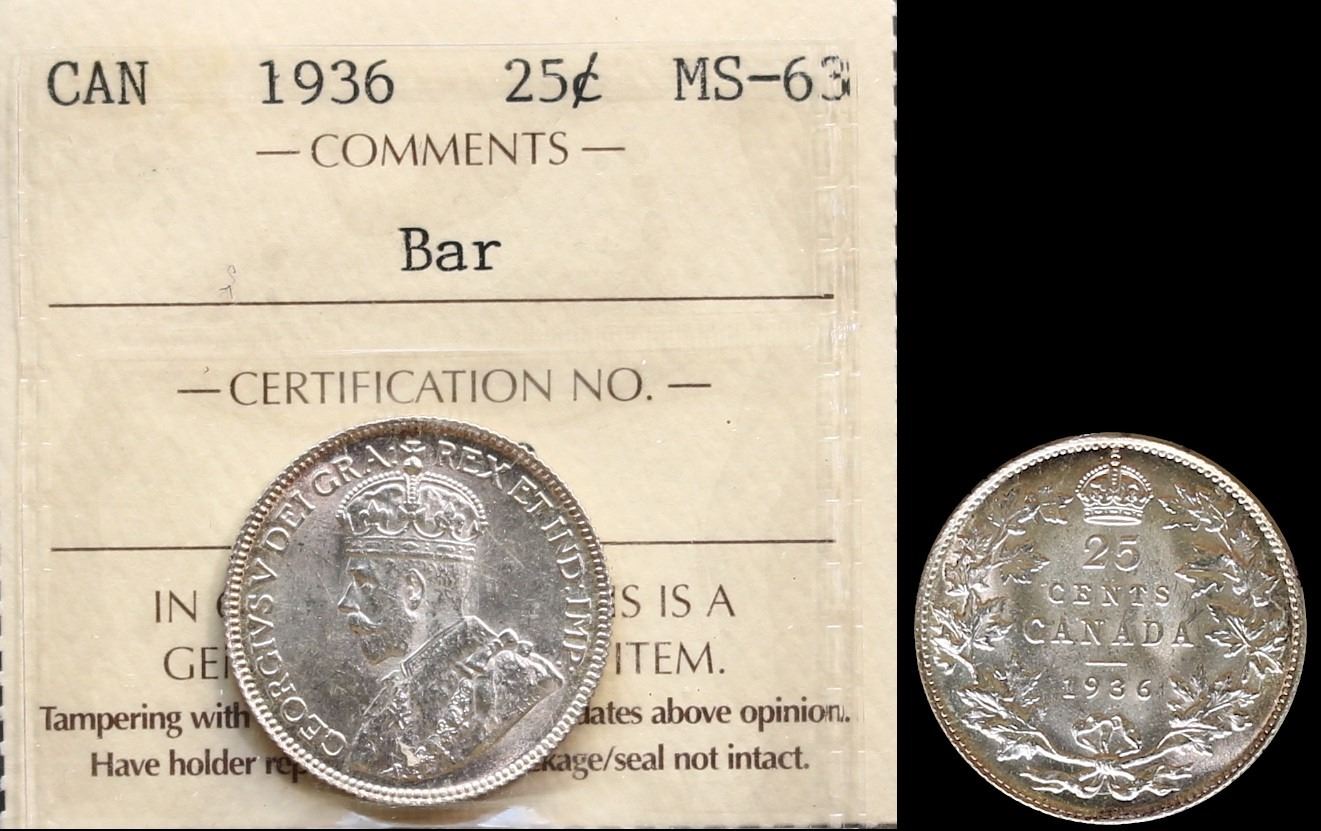 CAN 1936 25¢ MS-63
— COMMENTS —
Bar
— CERTIFICATION NO. —
IN S IS A
GE ITEM.
Tampering with dates above opinion.
Have holder rep kage/seal not intact.
GEORGIVS V DEI GRA: REX ET IND: IMP:
25
CENTS
CANADA
1936